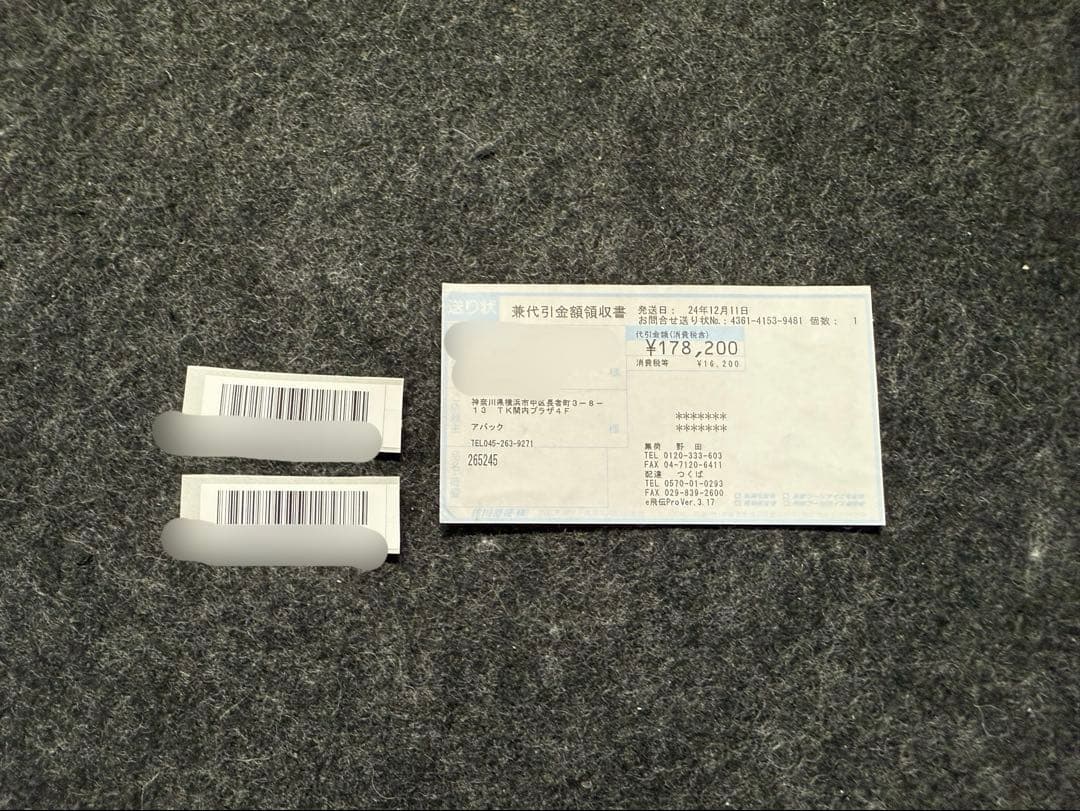 送り状 兼代引金額領収書
発送日： 24年12月11日
お問合せ送り状No.：4361-4153-9481 個数： 1
代引金額(消費税含)
¥178,200
消費税等 ¥16,200
様
神奈川県横浜市中区長者町3－8－
13 TK関内プラザ4F
アバック
様
TEL045-263-9271
265245
*******
*******
集荷 野田
TEL 0120-333-603
FAX 04-7120-6411
配達 つくば
TEL 0570-01-0293
FAX 029-839-2600
e飛伝ProVer.3.17